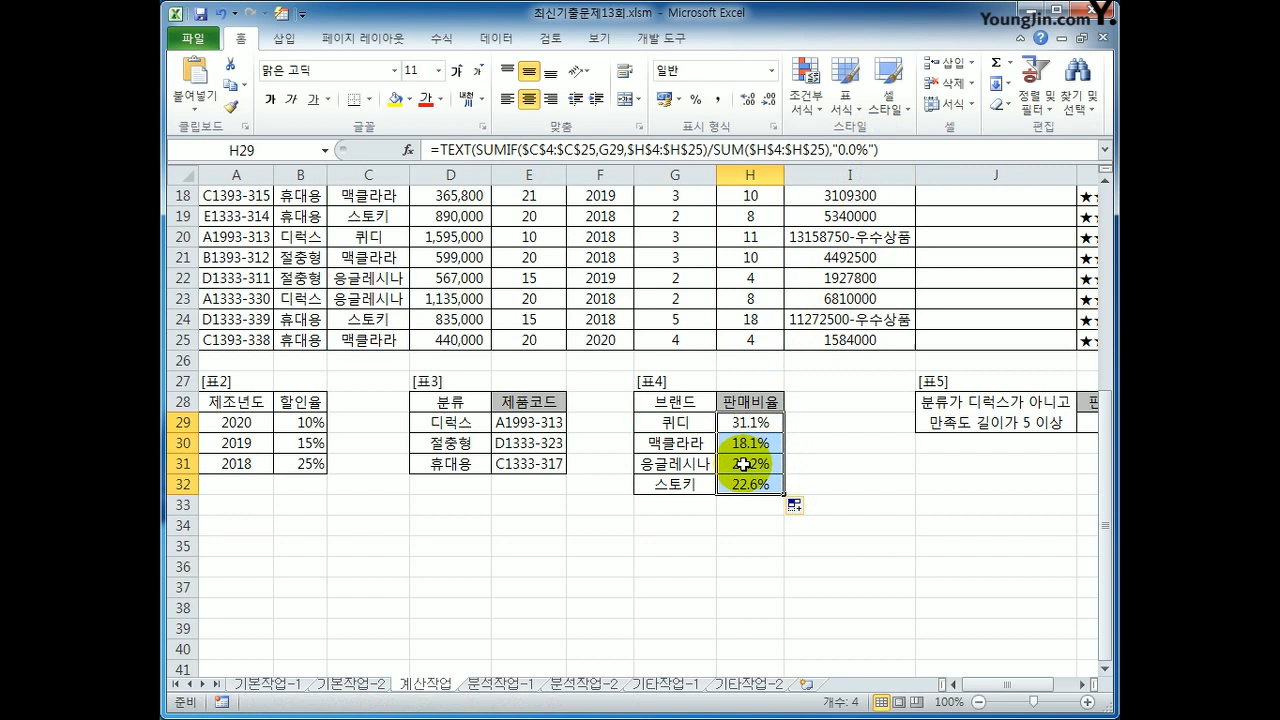 최신기출문제13회.xlsm - Microsoft Excel
YoungJin.com Y.
파일 홈 삽입 페이지 레이아웃 수식 데이터 검토 보기 개발 도구
맑은 고딕 11 일반
붙여넣기 가 가 가 내천 조건부 서식 표 서식 셀 스타일 삽입 삭제 서식 정렬 및 필터 찾기 및 선택
클립보드 글꼴 맞춤 표시 형식 스타일 셀 편집
H29 fx =TEXT(SUMIF($C$4:$C$25,G29,$H$4:$H$25)/SUM($H$4:$H$25),"0.0%")
A B C D E F G H I J
18 C1393-315 휴대용 맥클라라 365,800 21 2019 3 10 3109300 ★
19 E1333-314 휴대용 스토키 890,000 20 2018 2 8 5340000 ★
20 A1993-313 디럭스 퀴디 1,595,000 10 2018 3 11 13158750-우수상품 ★
21 B1393-312 절충형 맥클라라 599,000 20 2018 3 10 4492500 ★
22 D1333-311 절충형 응글레시나 567,000 15 2019 2 4 1927800 ★
23 A1333-330 디럭스 응글레시나 1,135,000 20 2018 2 8 6810000 ★
24 D1333-339 휴대용 스토키 835,000 15 2018 5 18 11272500-우수상품 ★
25 C1393-338 휴대용 맥클라라 440,000 20 2020 4 4 1584000 ★
26
27 [표2] [표3] [표4] [표5]
28 제조년도 할인율 분류 제품코드 브랜드 판매비율 분류가 디럭스가 아니고
29 2020 10% 디럭스 A1993-313 퀴디 31.1% 만족도 길이가 5 이상
30 2019 15% 절충형 D1333-323 맥클라라 18.1%
31 2018 25% 휴대용 C1333-317 응글레시나
32 스토키 22.6%
33
34
35
36
37
38
39
40
41
기본작업-1 기본작업-2 계산작업 분석작업-1 분석작업-2 기타작업-1 기타작업-2
준비 개수: 4 100%